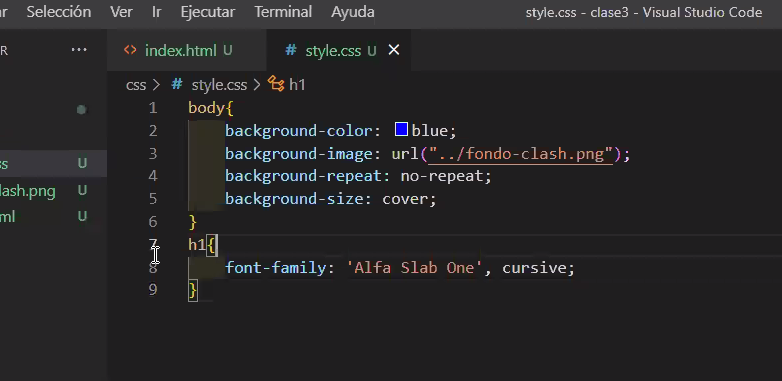 ar Selección Ver Ir Ejecutar Terminal Ayuda style.css - clase3 - Visual Studio Code
R ··· <> index.html U # style.css U ×
css > # style.css > h1
1 body{
2 background-color: blue;
3 background-image: url("../fondo-clash.png");
ss U
4 background-repeat: no-repeat;
lash.png U
5 background-size: cover;
ml U
6 }
7 h1{
8 font-family: 'Alfa Slab One', cursive;
9 }